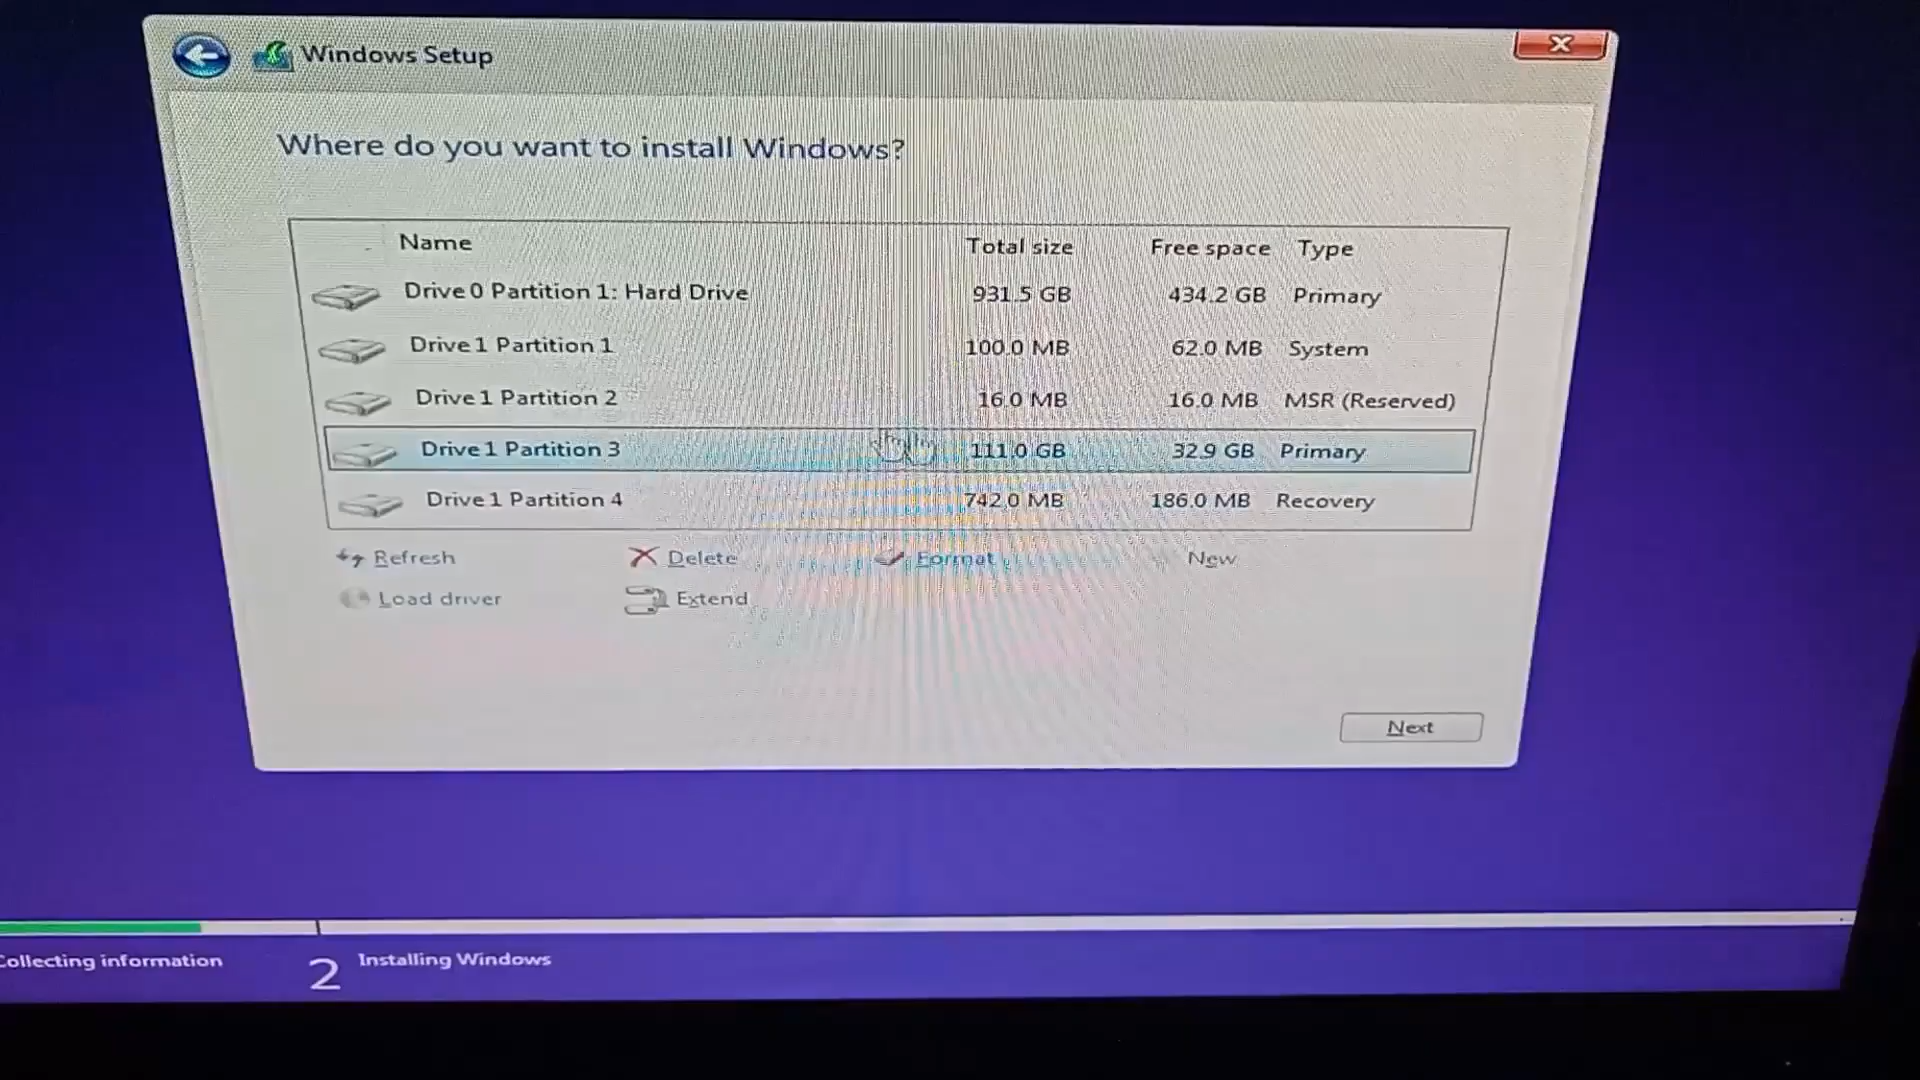 Windows Setup
Where do you want to install Windows?
Name Total size Free space Type
Drive 0 Partition 1: Hard Drive 931.5 GB 434.2 GB Primary
Drive 1 Partition 1 100.0 MB 62.0 MB System
Drive 1 Partition 2 16.0 MB 16.0 MB MSR (Reserved)
Drive 1 Partition 3 111.0 GB 32.9 GB Primary
Drive 1 Partition 4 742.0 MB 186.0 MB Recovery
Refresh Delete Format New
Load driver Extend
Next
Collecting information 2 Installing Windows